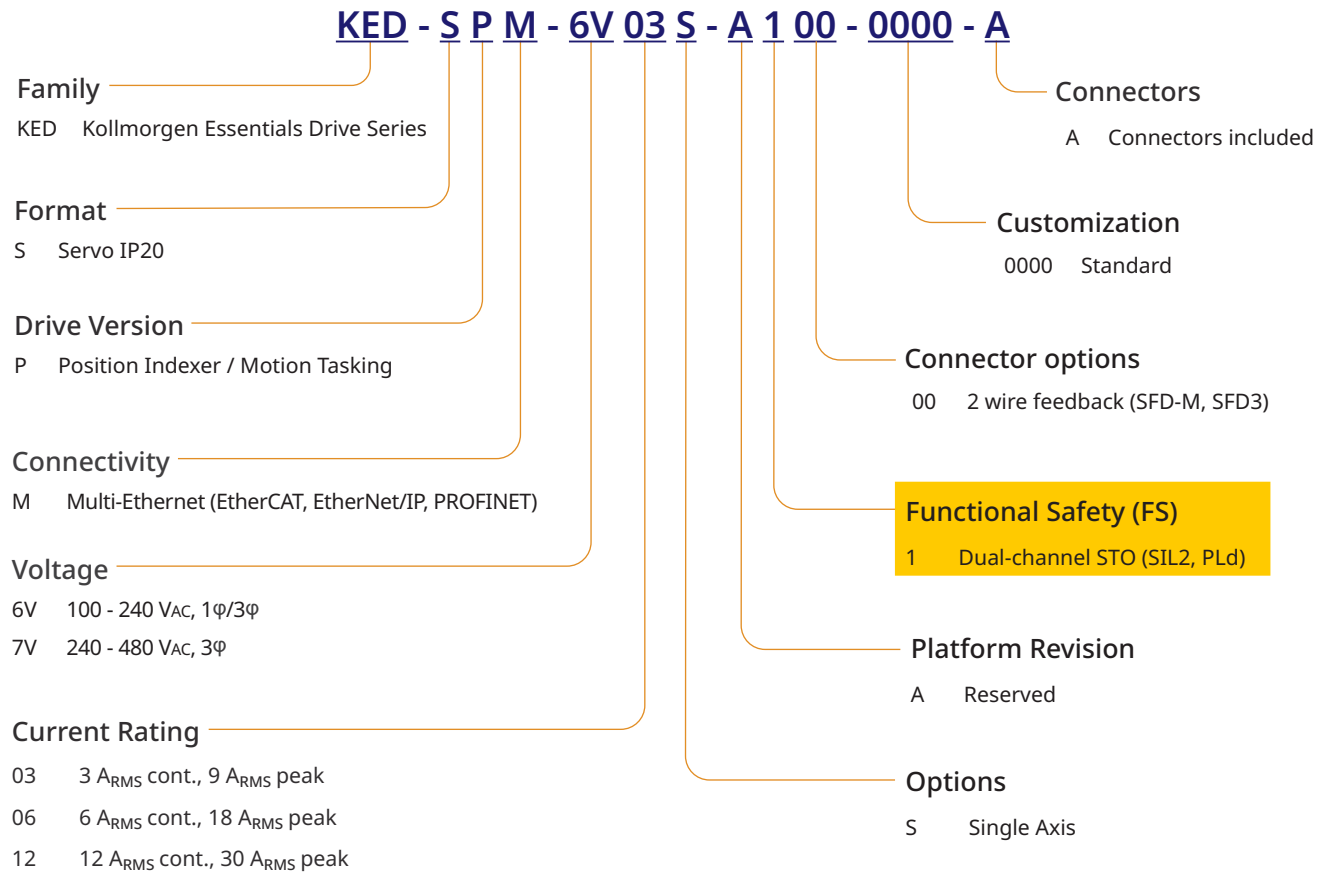 KED - S P M - 6V 03 S - A 1 00 - 0000 - A
Family
KED Kollmorgen Essentials Drive Series
Format
S Servo IP20
Drive Version
P Position Indexer / Motion Tasking
Connectivity
M Multi-Ethernet (EtherCAT, EtherNet/IP, PROFINET)
Voltage
6V 100 - 240 VAC, 1φ/3φ
7V 240 - 480 VAC, 3φ
Current Rating
03 3 ARMS cont., 9 ARMS peak
06 6 ARMS cont., 18 ARMS peak
12 12 ARMS cont., 30 ARMS peak
Connectors
A Connectors included
Customization
0000 Standard
Connector options
00 2 wire feedback (SFD-M, SFD3)
Functional Safety (FS)
1 Dual-channel STO (SIL2, PLd)
Platform Revision
A Reserved
Options
S Single Axis